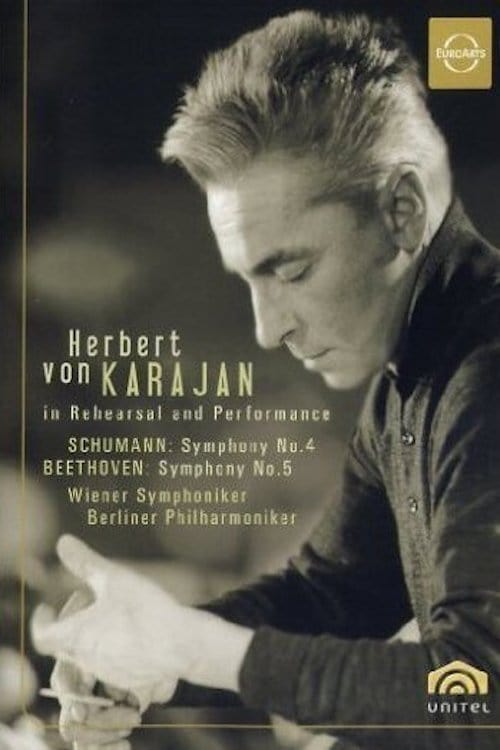 EUROARTS
Herbert
von KARAJAN
in Rehearsal and Performance
SCHUMANN: Symphony No.4
BEETHOVEN: Symphony No.5
Wiener Symphoniker
Berliner Philharmoniker
UNITEL